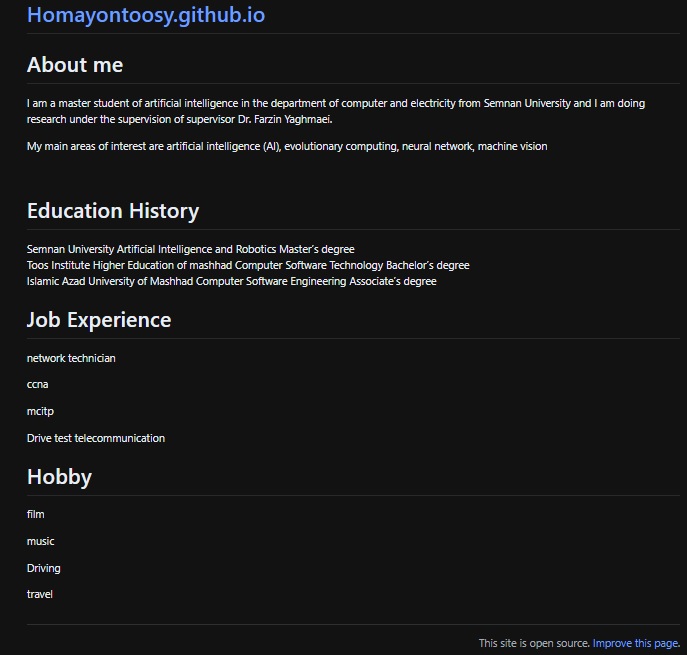 Homayontoosy.github.io
About me
I am a master student of artificial intelligence in the department of computer and electricity from Semnan University and I am doing
research under the supervision of supervisor Dr. Farzin Yaghmaei.
My main areas of interest are artificial intelligence (AI), evolutionary computing, neural network, machine vision
Education History
Semnan University Artificial Intelligence and Robotics Master's degree
Toos Institute Higher Education of mashhad Computer Software Technology Bachelor's degree
Islamic Azad University of Mashhad Computer Software Engineering Associate's degree
Job Experience
network technician
ccna
mcitp
Drive test telecommunication
Hobby
film
music
Driving
travel
This site is open source. Improve this page.